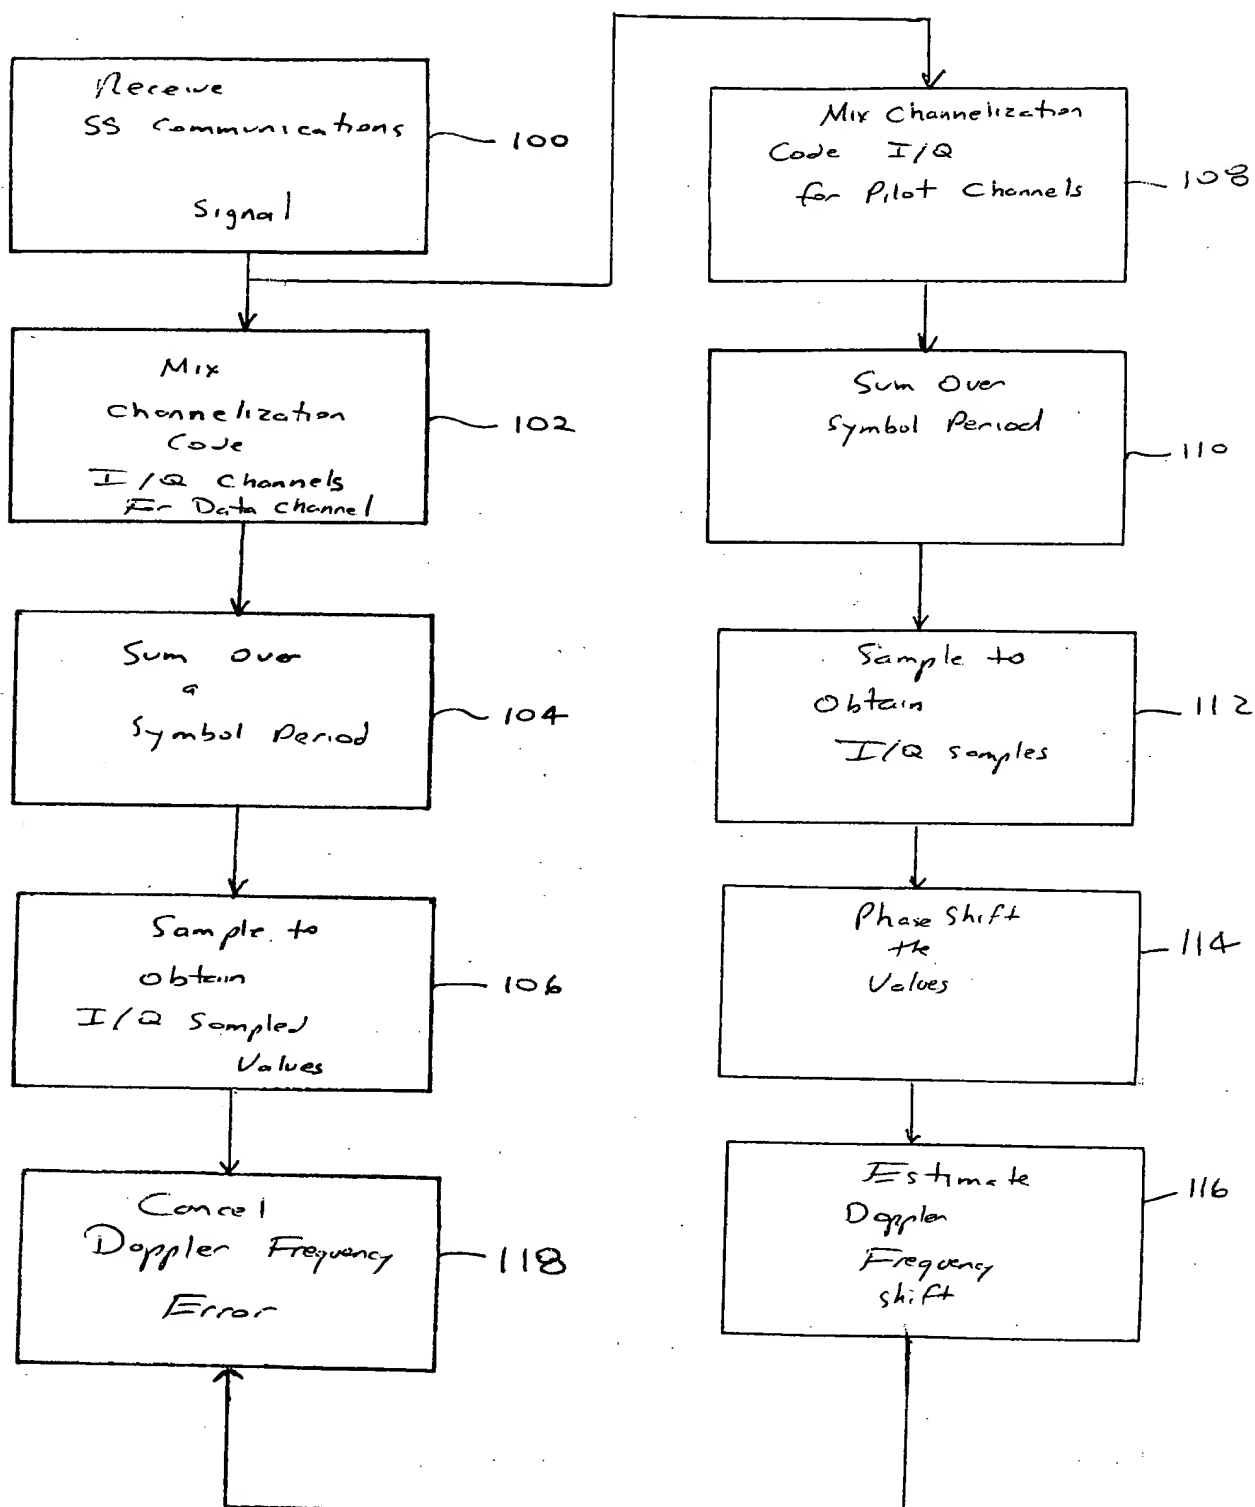 Receive
SS Communications
Signal
100
Mix
Channelization
Code
I/Q Channels
For Data Channel
102
Sum Over
a
Symbol Period
104
Sample to
Obtain
I/Q Sampled
Values
106
Cancel
Doppler Frequency
Error
118
Mix Channelization
Code I/Q
for Pilot Channels
108
Sum Over
Symbol Period
110
Sample to
Obtain
I/Q Samples
112
Phase Shift
the
Values
114
Estimate
Doppler
Frequency
shift
116